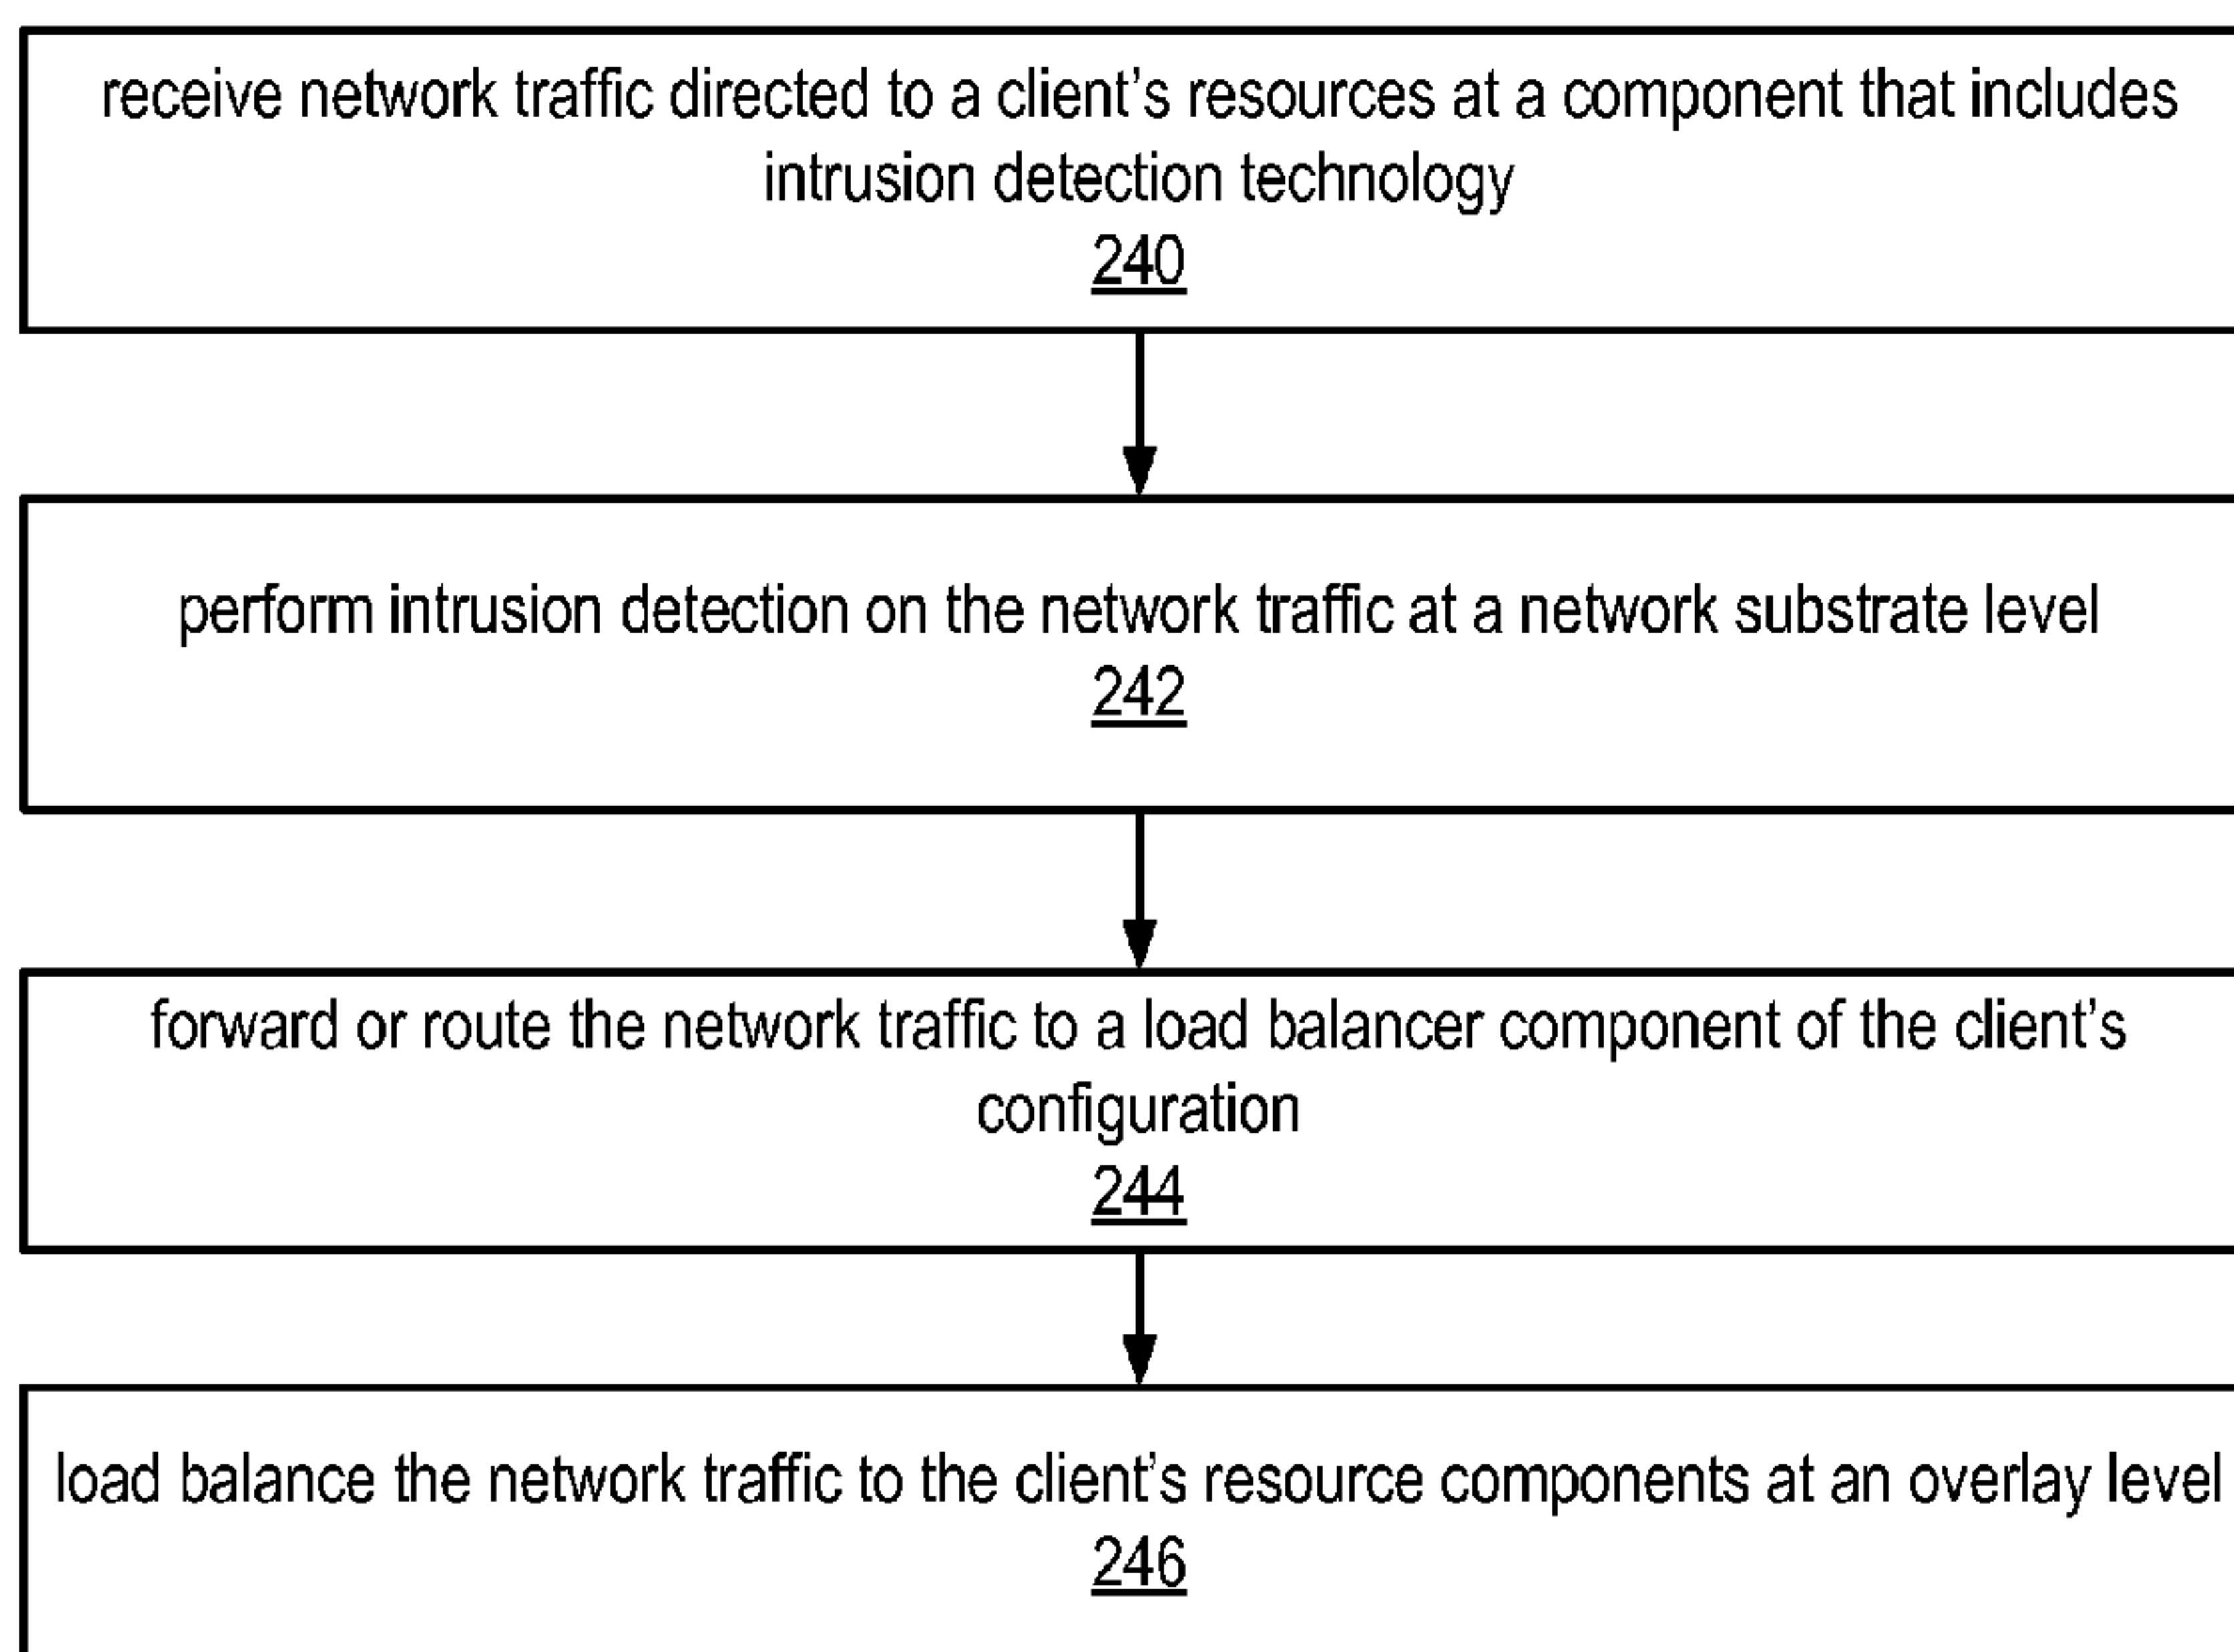 receive network traffic directed to a client's resources at a component that includes
intrusion detection technology
240
perform intrusion detection on the network traffic at a network substrate level
242
forward or route the network traffic to a load balancer component of the client's
configuration
244
load balance the network traffic to the client's resource components at an overlay level
246